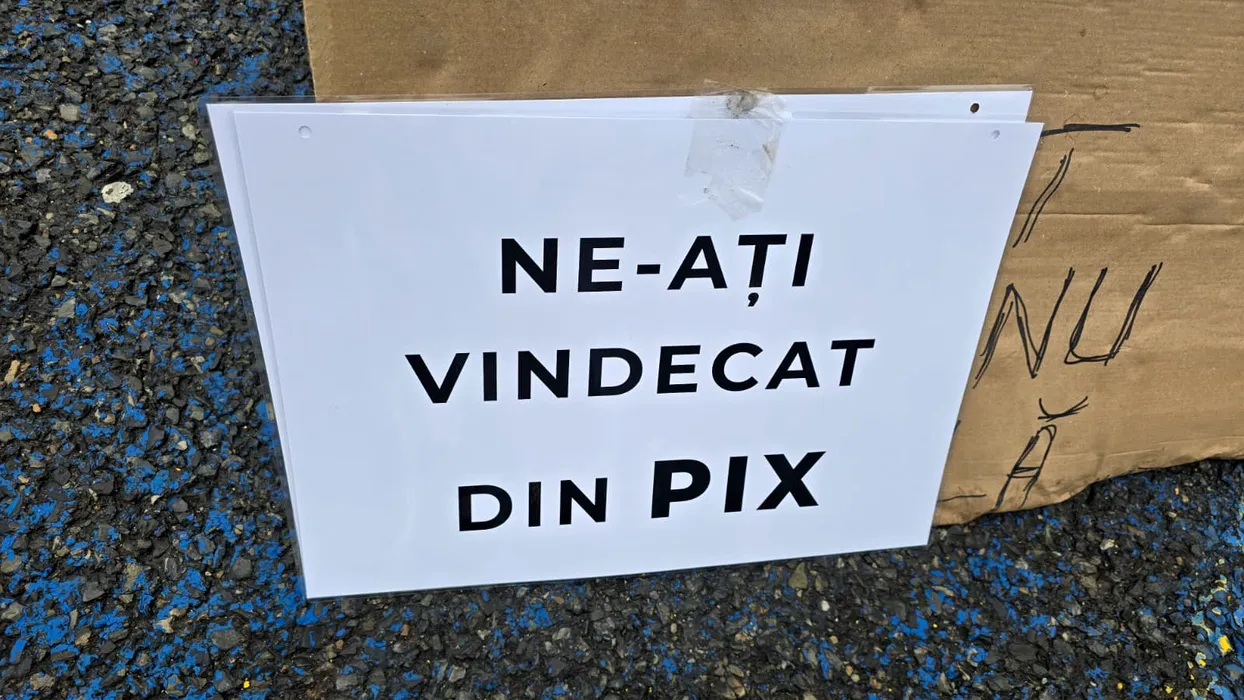 NE-AȚI
VINDECAT
DIN PIX
NU